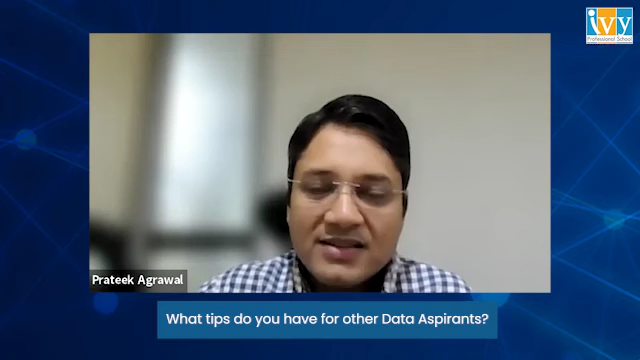 ivy
Professional School
Prateek Agrawal
What tips do you have for other Data Aspirants?